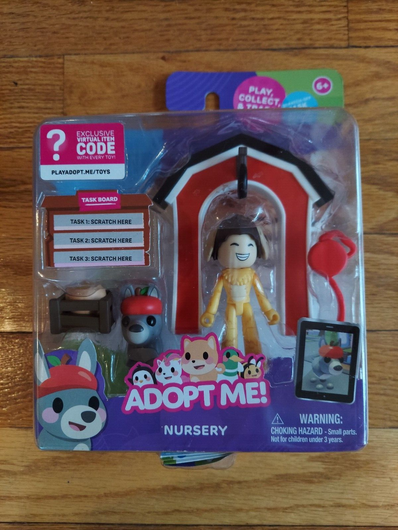 PLAY,
COLLECT,
6+
?
EXCLUSIVE
VIRTUAL ITEM
CODE
WITH EVERY TOY!
PLAYADOPT.ME/TOYS
TASK BOARD
TASK 1: SCRATCH HERE
TASK 2: SCRATCH HERE
TASK 3: SCRATCH HERE
ADOPT ME!
NURSERY
WARNING:
CHOKING HAZARD - Small parts.
Not for children under 3 years.